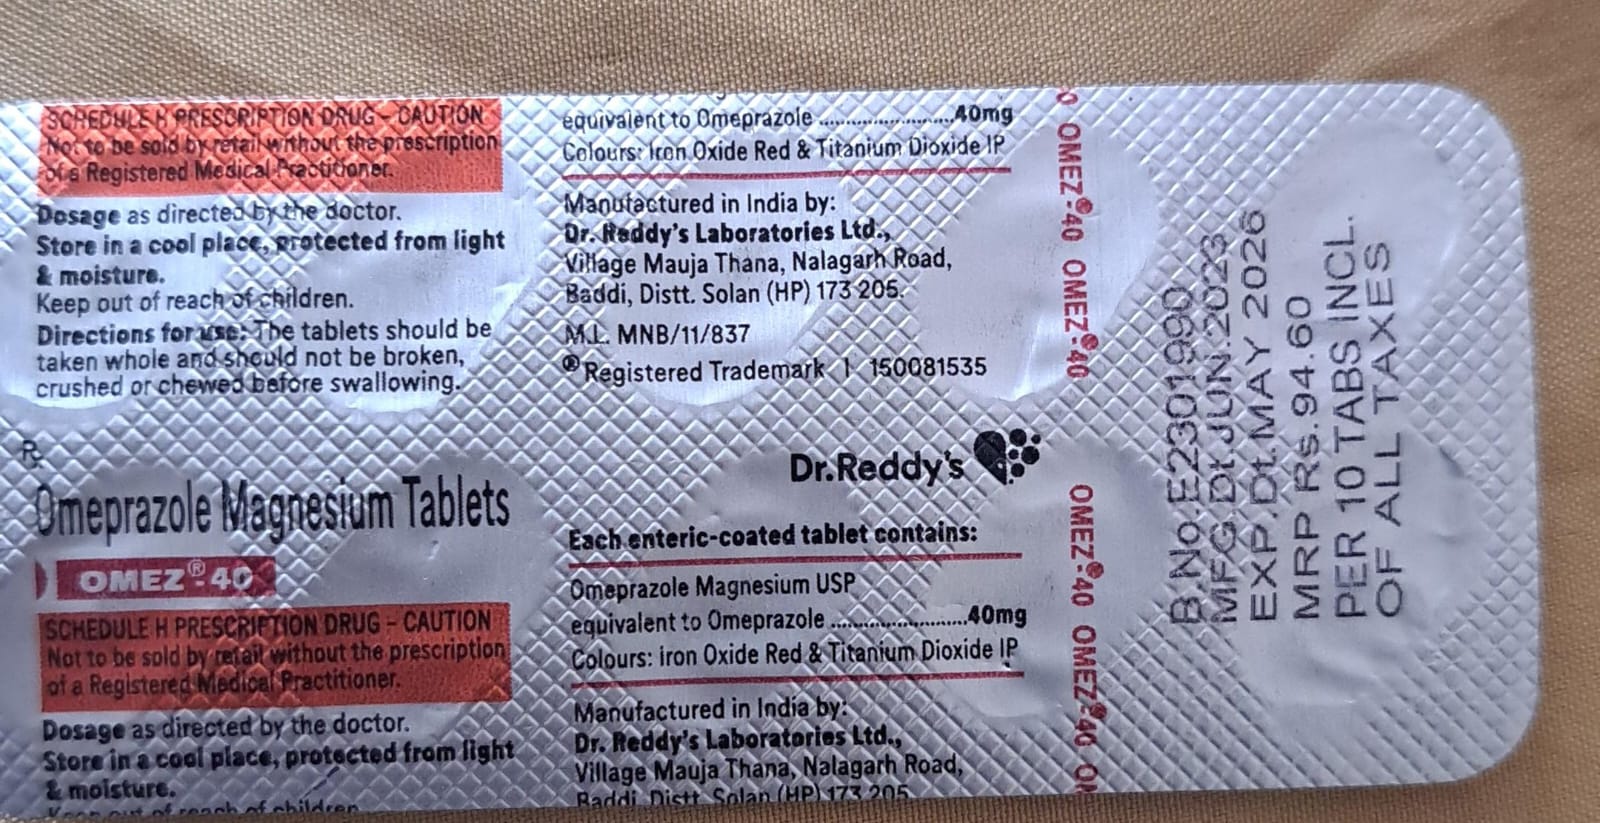 SCHEDULE H PRESCRIPTION DRUG - CAUTION
Not to be sold by retail without the prescription
of a Registered Medical Practitioner.
Dosage as directed by the doctor.
Store in a cool place, protected from light
& moisture.
Keep out of reach of children.
Directions for use: The tablets should be
taken whole and should not be broken,
crushed or chewed before swallowing.
Rx
Omeprazole Magnesium Tablets
OMEZ®-40
SCHEDULE H PRESCRIPTION DRUG - CAUTION
Not to be sold by retail without the prescription
of a Registered Medical Practitioner.
Dosage as directed by the doctor.
Store in a cool place, protected from light
& moisture.
Keep out of reach of children
equivalent to Omeprazole ......................40mg
Colours: Iron Oxide Red & Titanium Dioxide IP
Manufactured in India by:
Dr. Reddy's Laboratories Ltd.,
Village Mauja Thana, Nalagarh Road,
Baddi, Distt. Solan (HP) 173 205.
M.L. MNB/11/837
®Registered Trademark | 150081535
Dr.Reddy's
Each enteric-coated tablet contains:
Omeprazole Magnesium USP
equivalent to Omeprazole ......................40mg
Colours: Iron Oxide Red & Titanium Dioxide IP
Manufactured in India by:
Dr. Reddy's Laboratories Ltd.,
Village Mauja Thana, Nalagarh Road,
Baddi, Distt. Solan (HP) 173 205
0 OMEZ®-40 OMEZ®-40
OMEZ®-40 OMEZ®-40 OM
B.No.E2301990
MFG.Dt.JUN.2023
EXP.Dt.MAY 2026
MRP Rs.94.60
PER 10 TABS INCL.
OF ALL TAXES